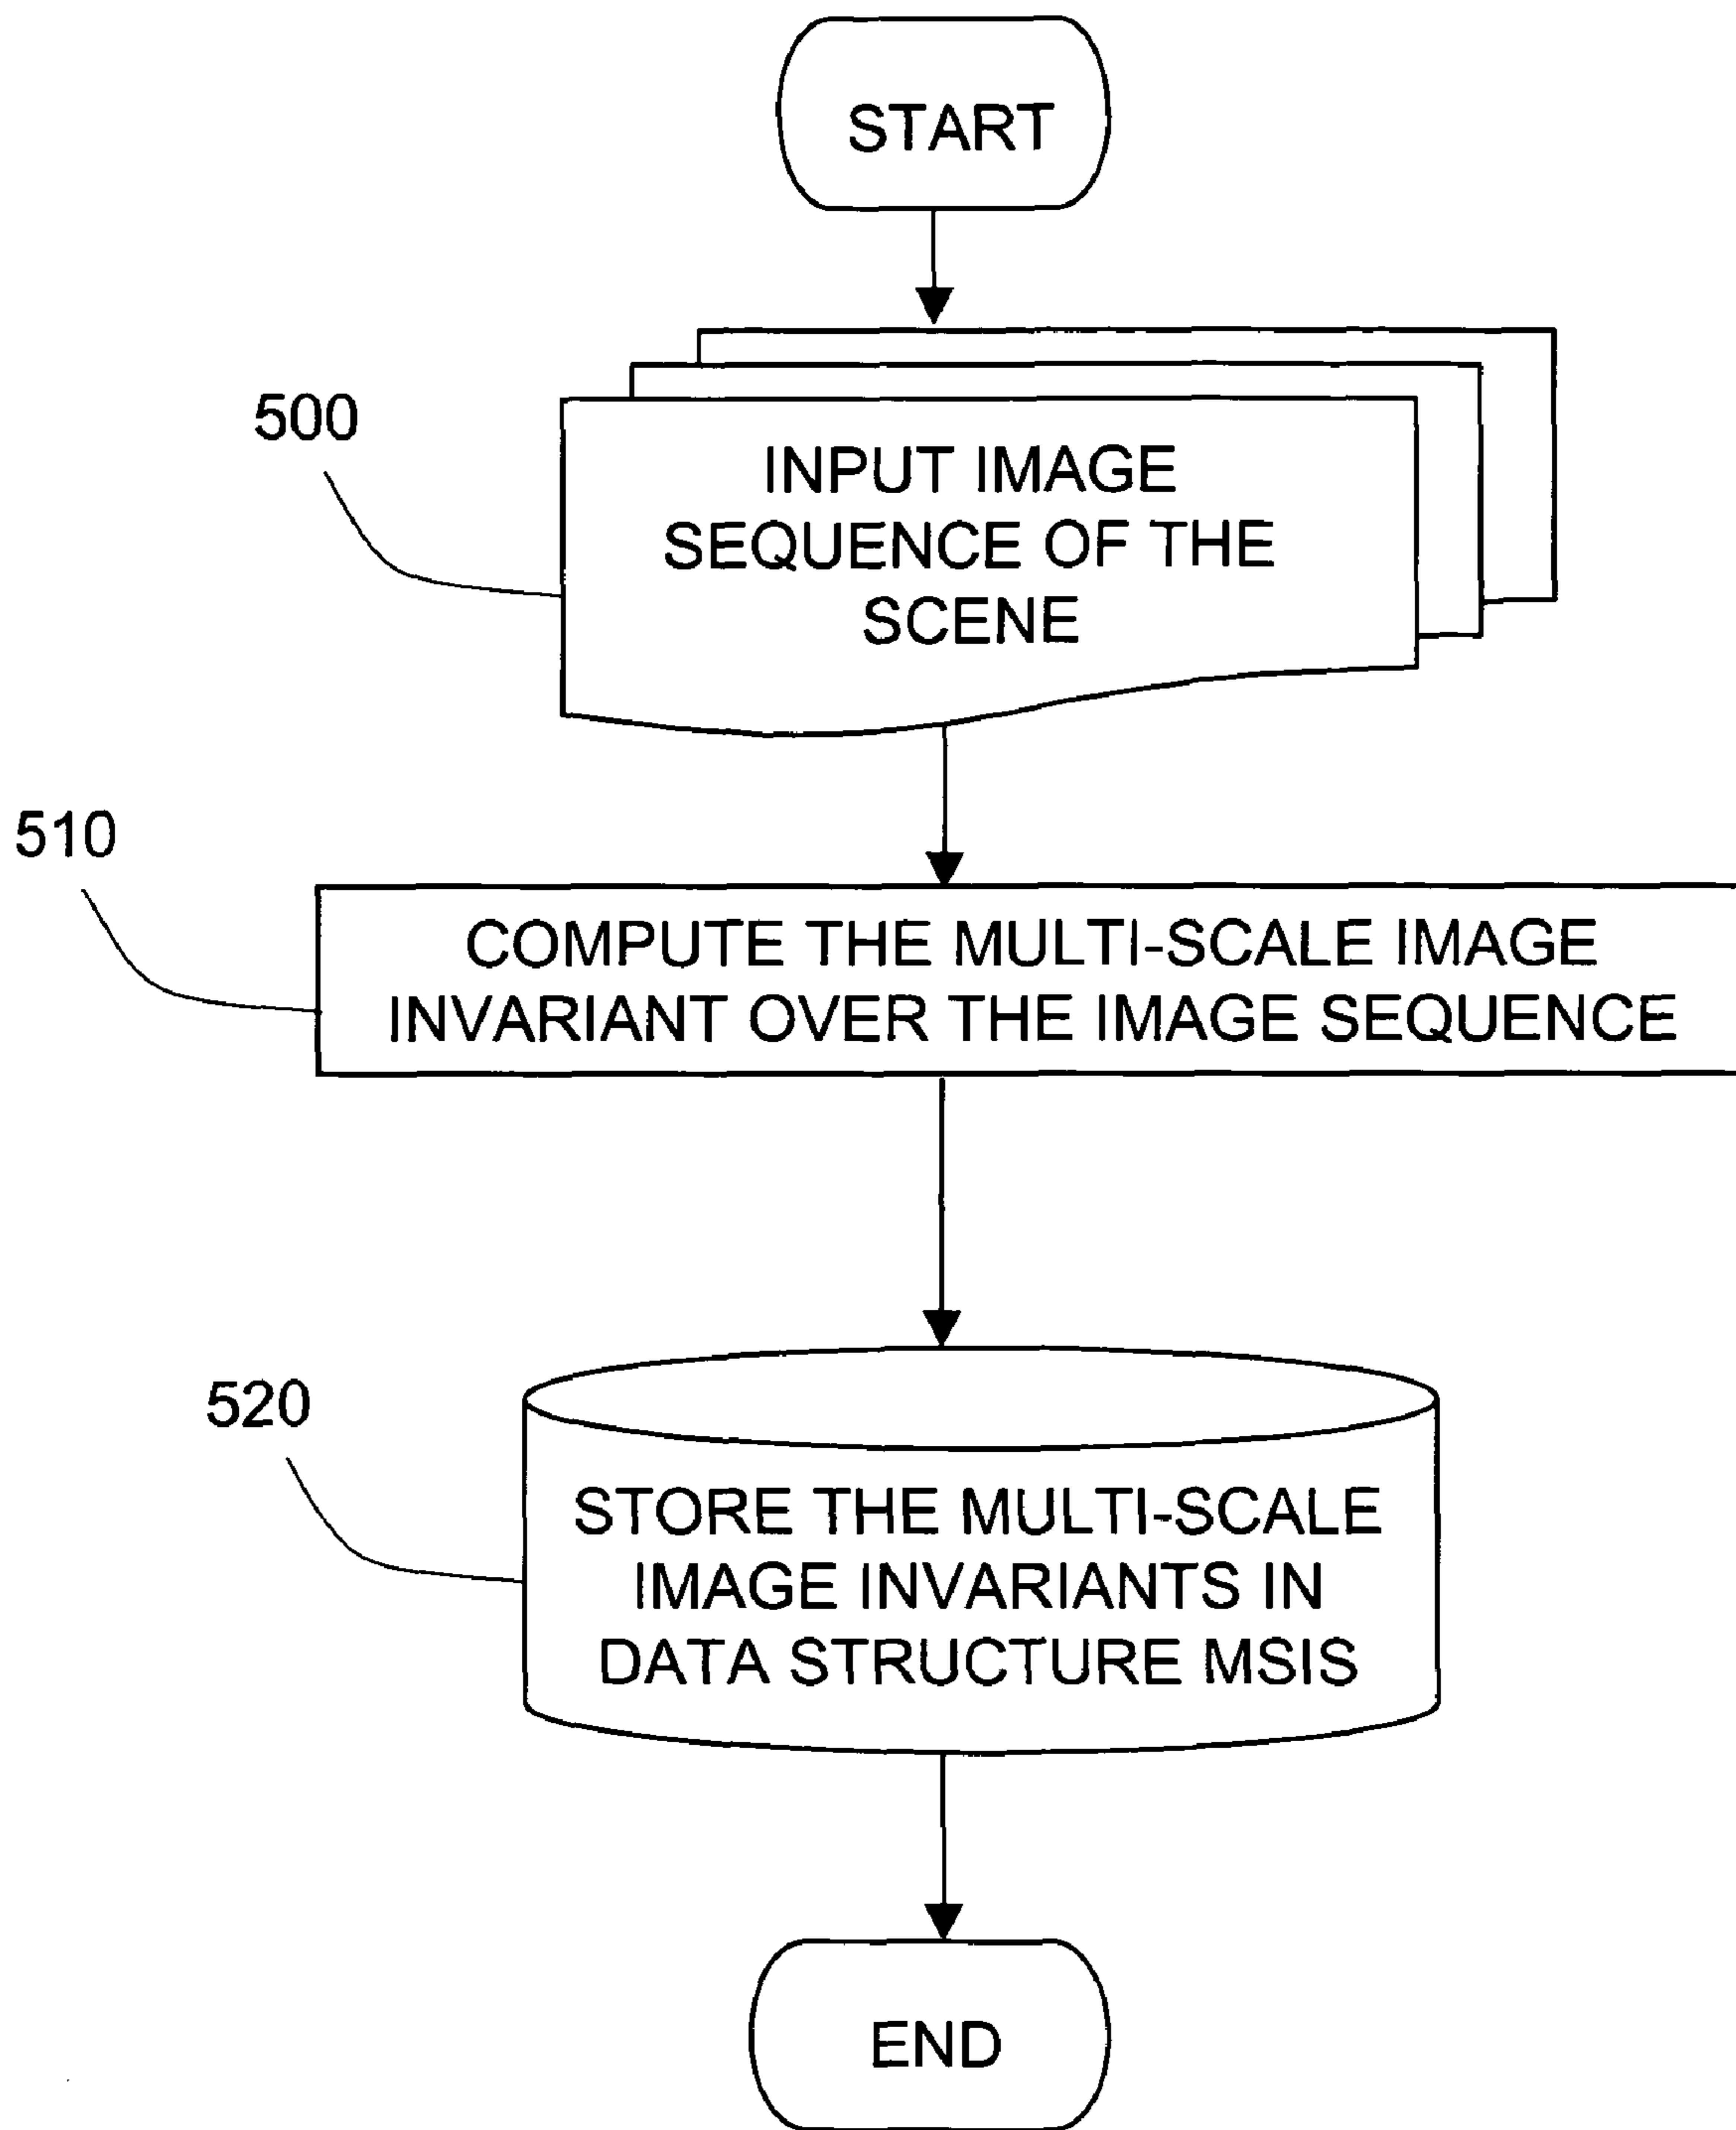 START
500
INPUT IMAGE
SEQUENCE OF THE
SCENE
510
COMPUTE THE MULTI-SCALE IMAGE
INVARIANT OVER THE IMAGE SEQUENCE
520
STORE THE MULTI-SCALE
IMAGE INVARIANTS IN
DATA STRUCTURE MSIS
END